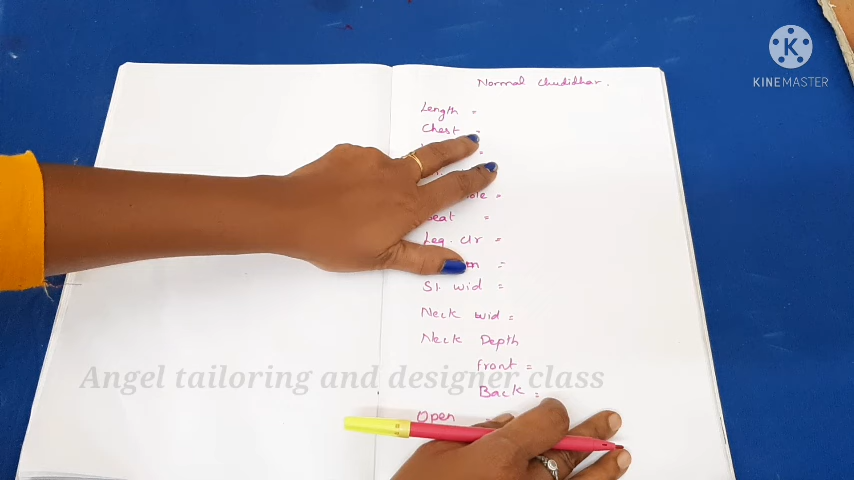 KINEMASTER
Normal Chudidhar.
Length =
Chest =
=
=
Seat =
Leg. clr =
=
Sl. wid =
Neck wid =
Neck Depth
front =
Angel tailoring and designer class
Back :
Open